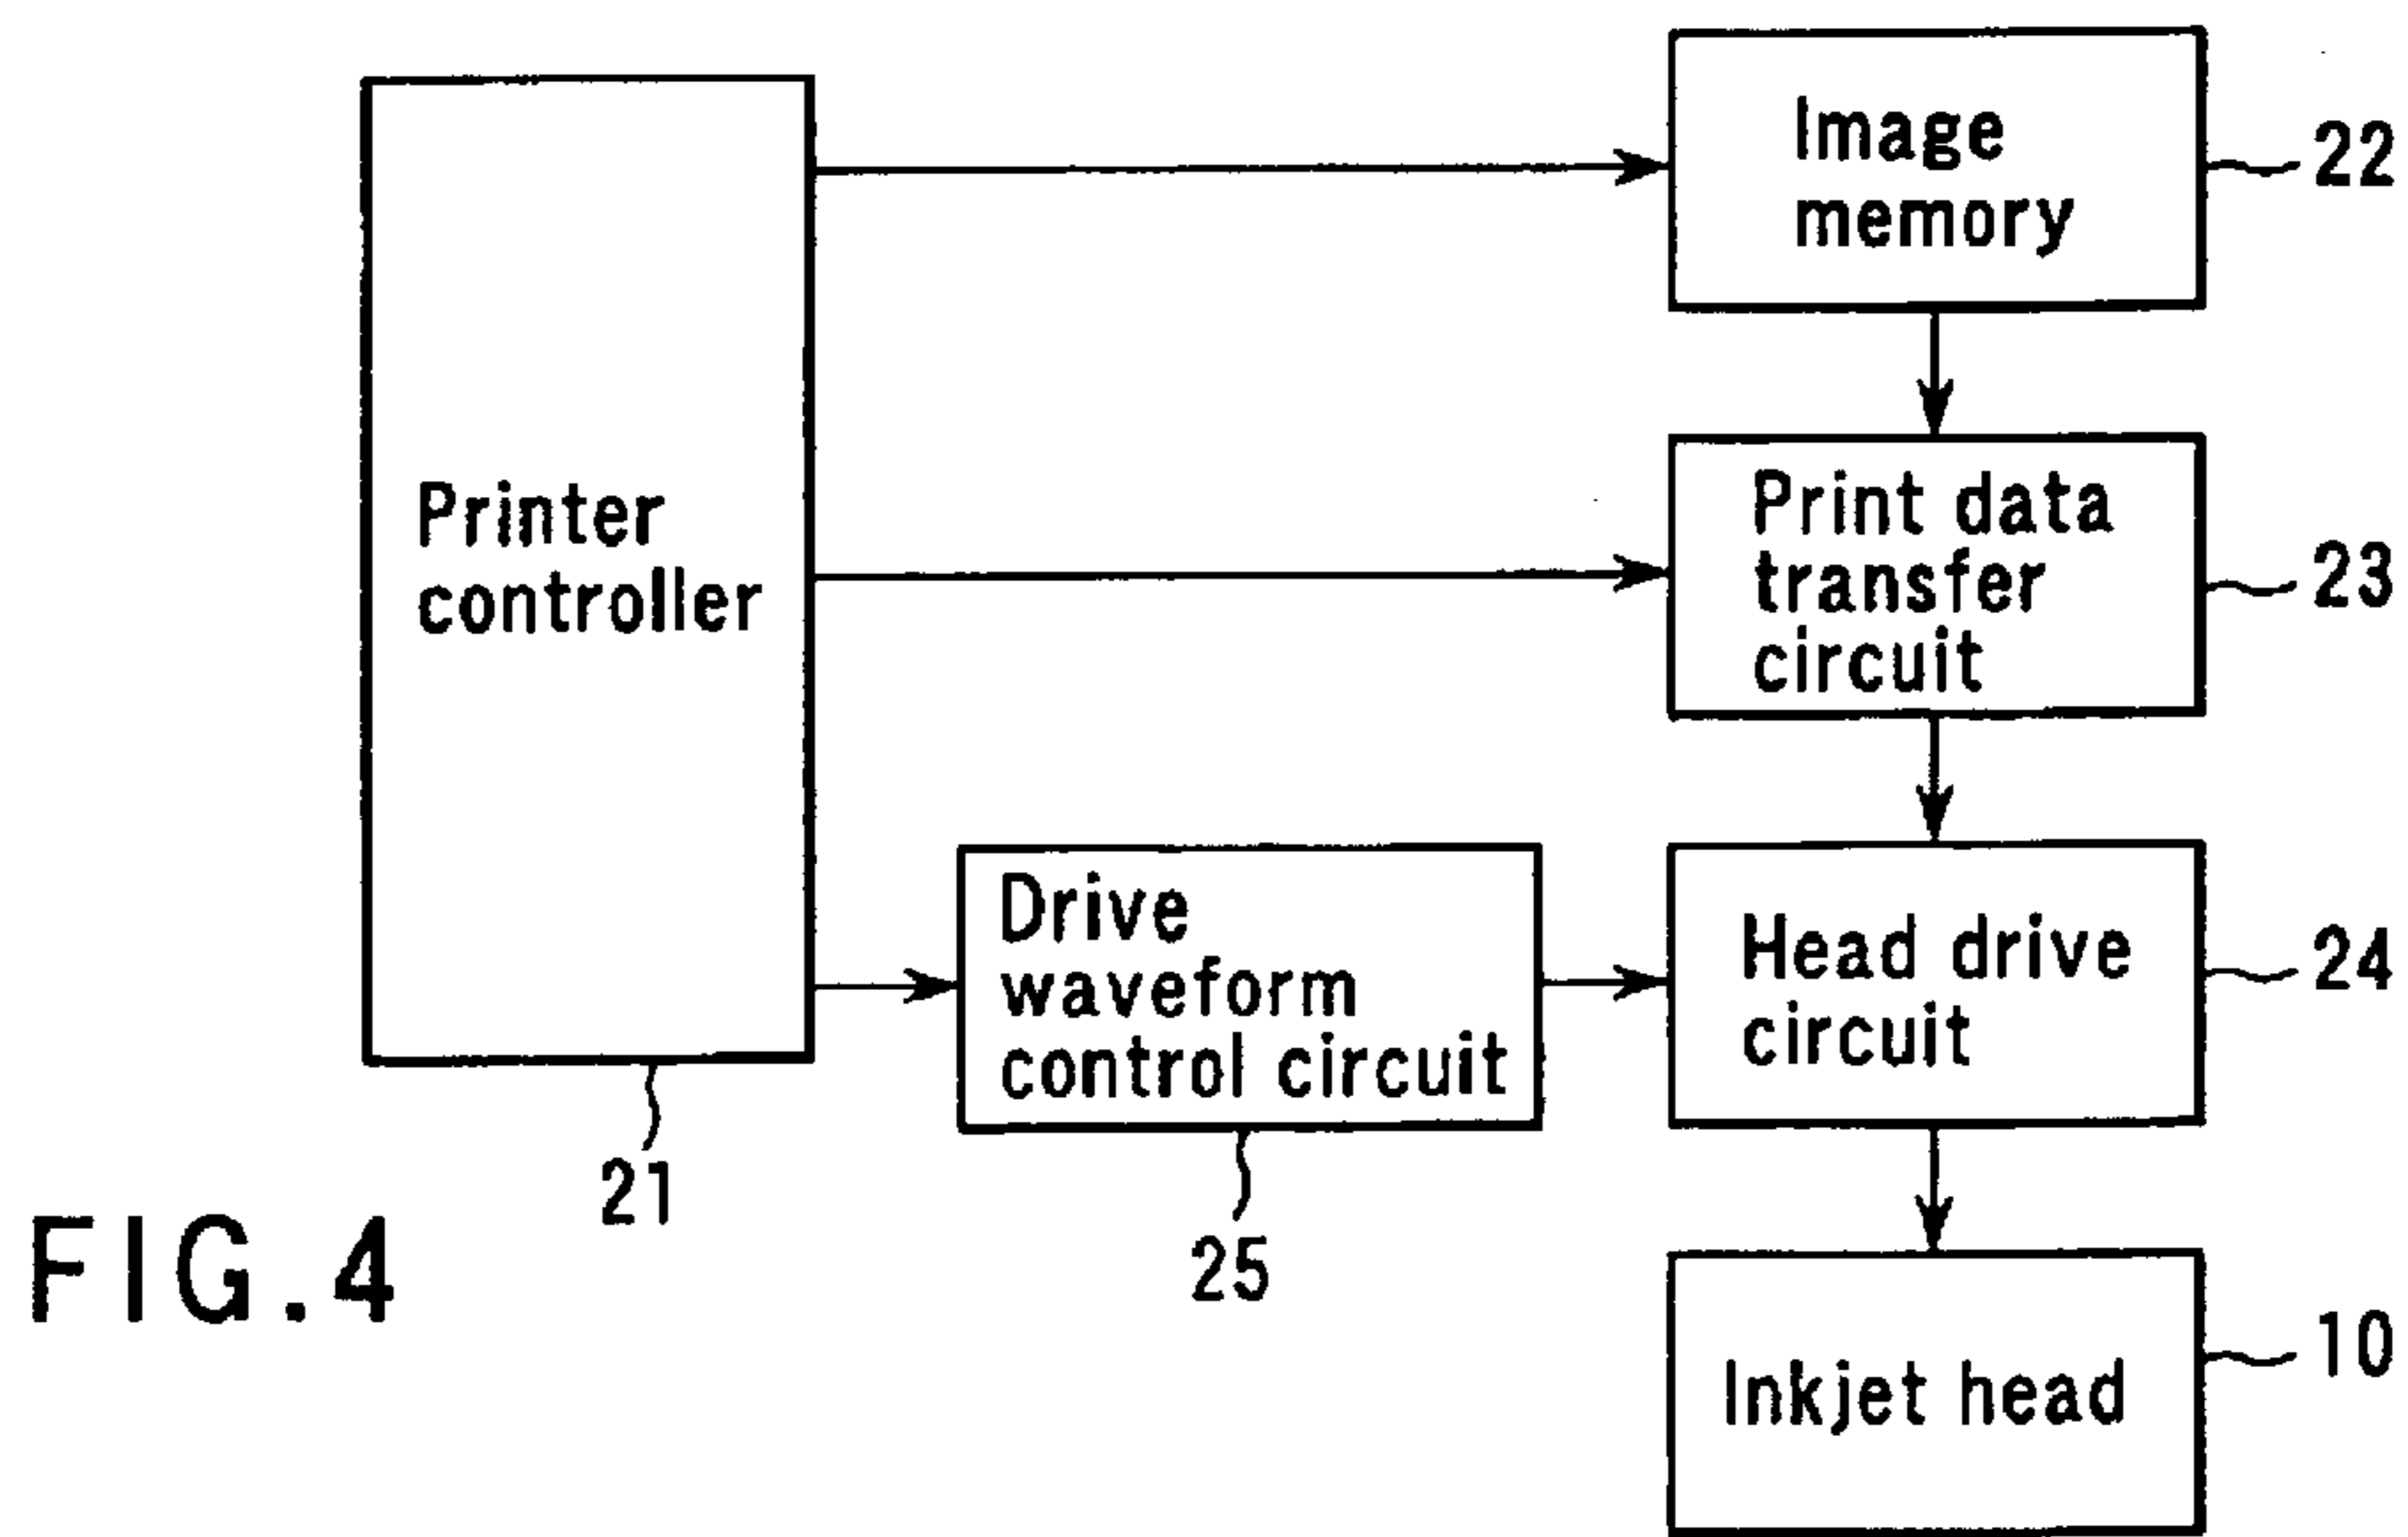 Image
memory
22
Printer
controller
21
Print data
transfer
circuit
23
Drive
waveform
control circuit
25
Head drive
circuit
24
Inkjet head
10
FIG.4